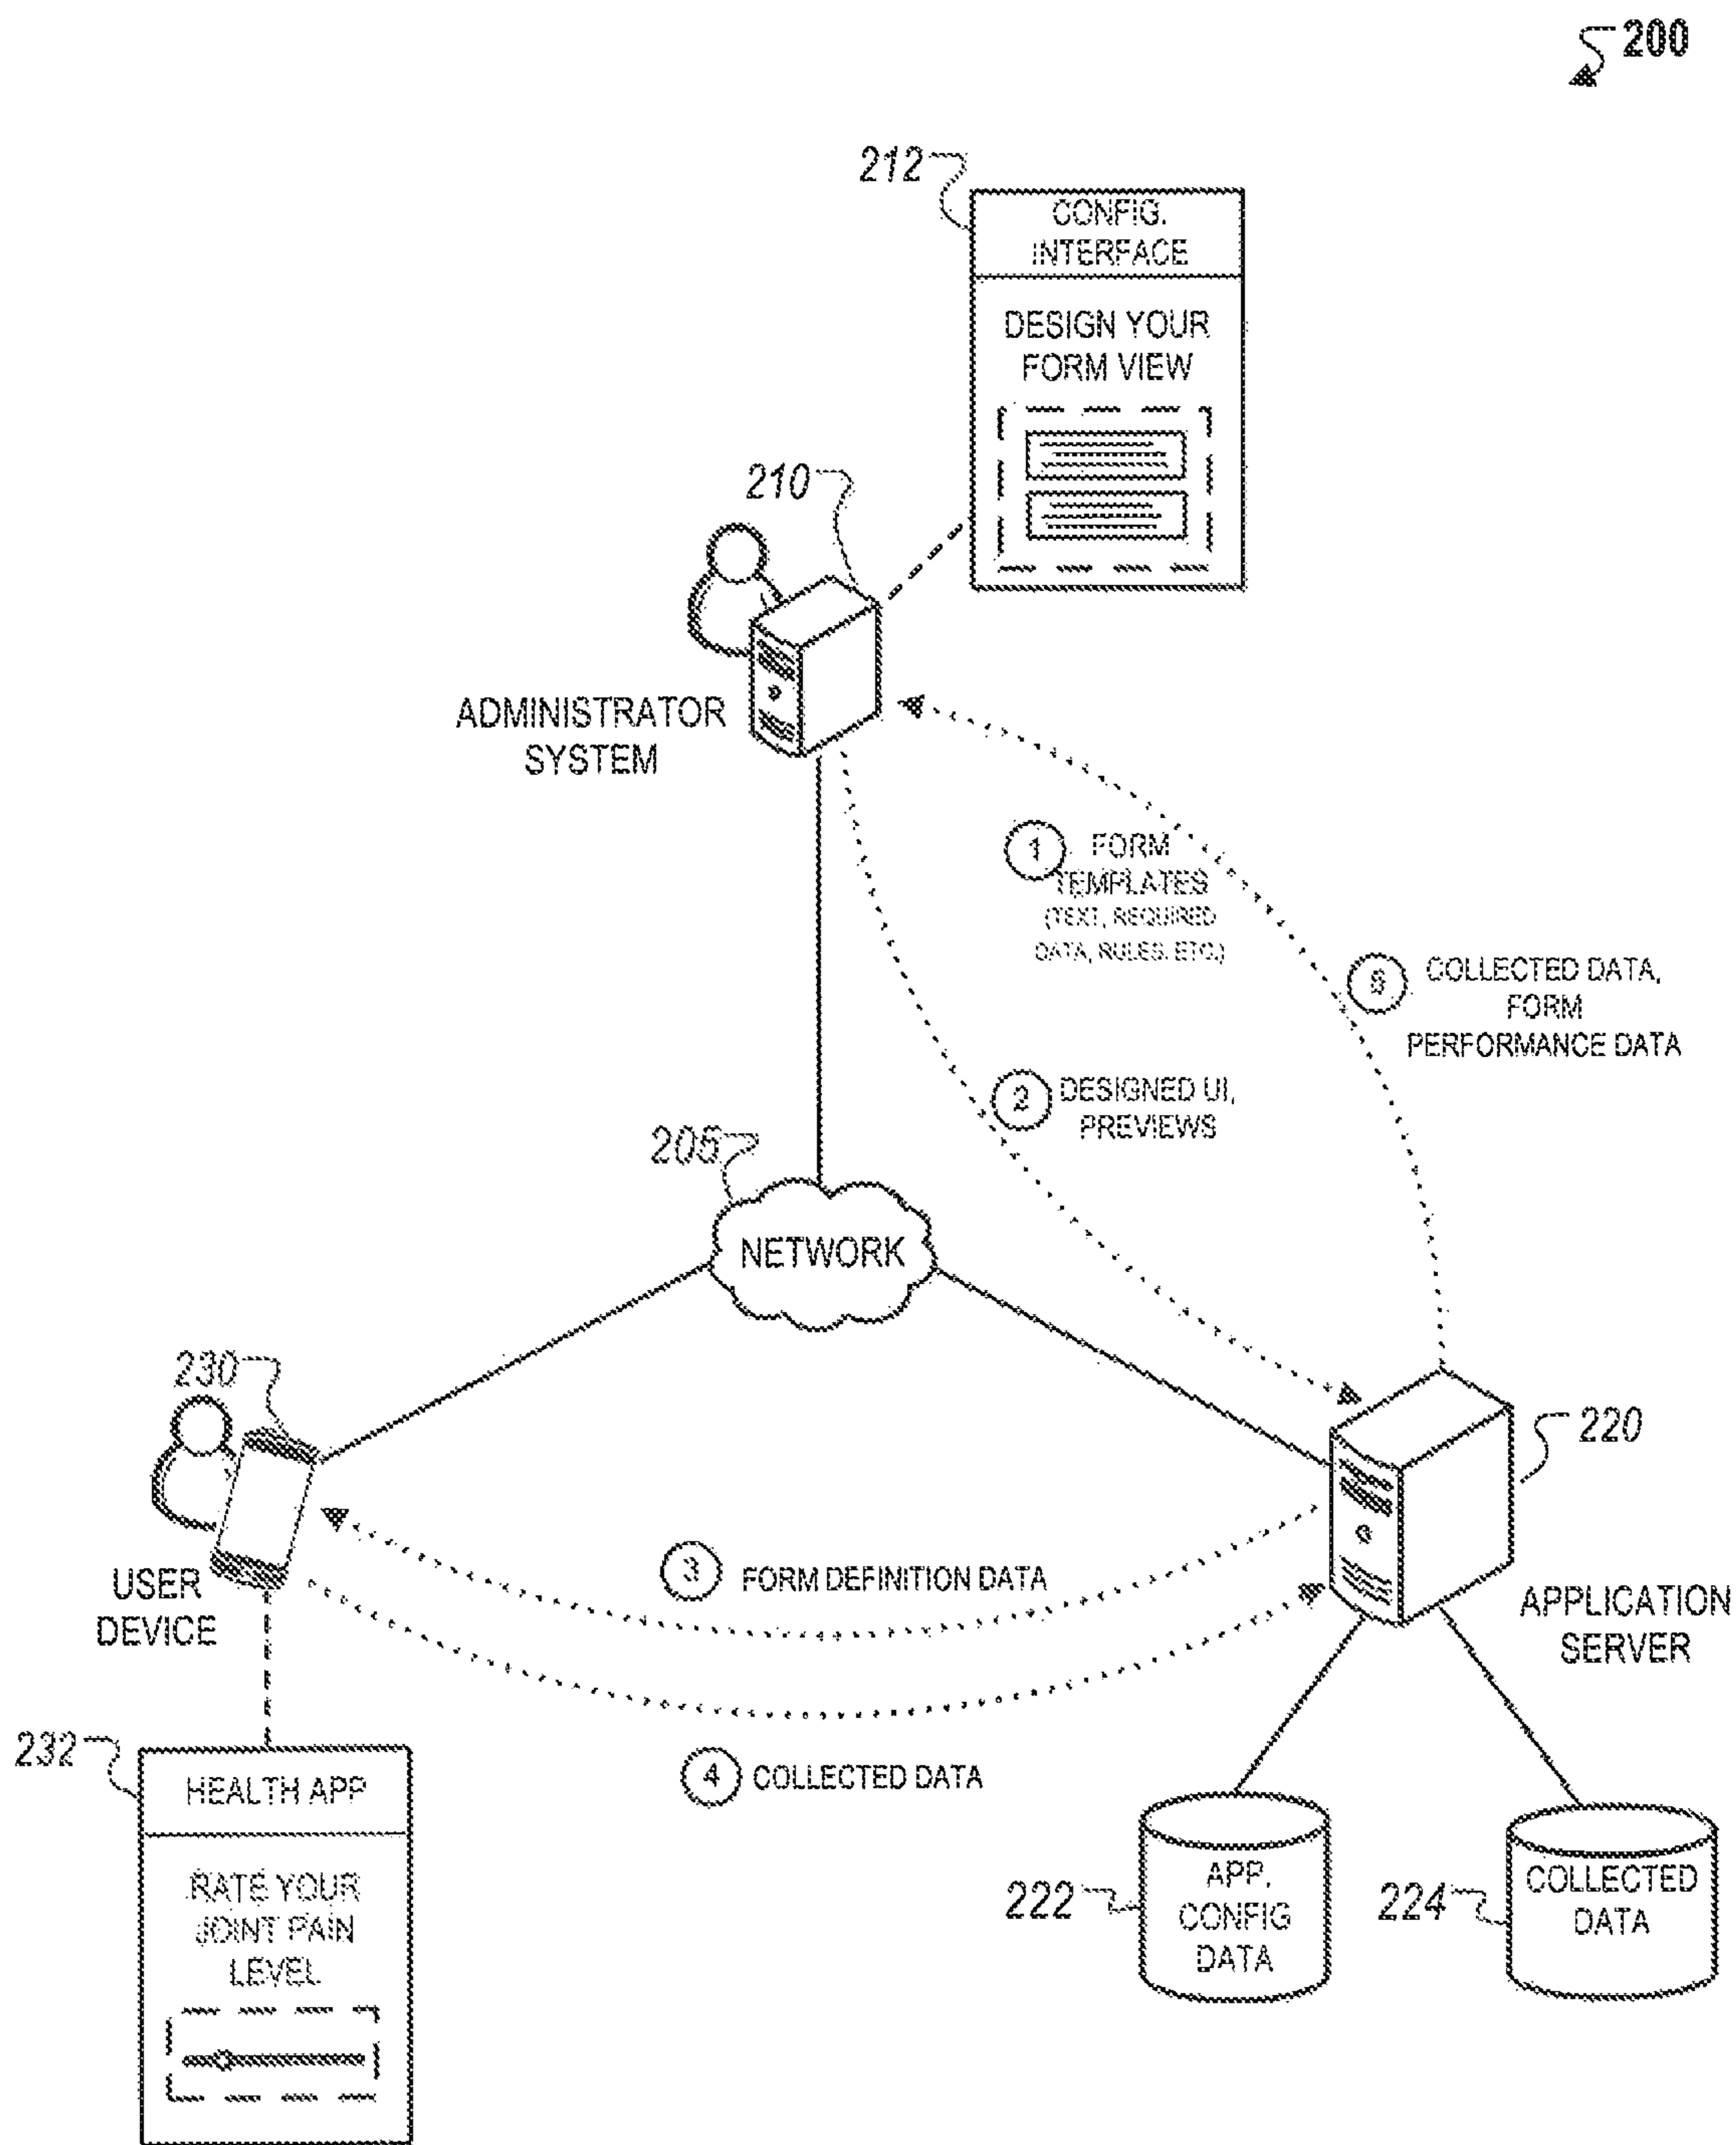 200
212
CONFIG.
INTERFACE
DESIGN YOUR
FORM VIEW
210
ADMINISTRATOR
SYSTEM
1 FORM
TEMPLATES
(TEXT, REQUIRED
DATA, RULES, ETC.)
COLLECTED DATA,
FORM
PERFORMANCE DATA
2 DESIGNED UI,
PREVIEWS
205
NETWORK
230
USER
DEVICE
220
APPLICATION
SERVER
3 FORM DEFINITION DATA
4 COLLECTED DATA
232
HEALTH APP
RATE YOUR
JOINT PAIN
LEVEL
222
APP.
CONFIG
DATA
224
COLLECTED
DATA